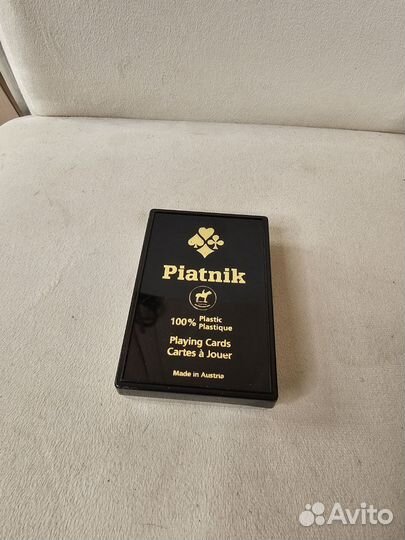 Piatnik
100% Plastic
Plastique
Playing Cards
Cartes à Jouer
Made in Austria
Avito